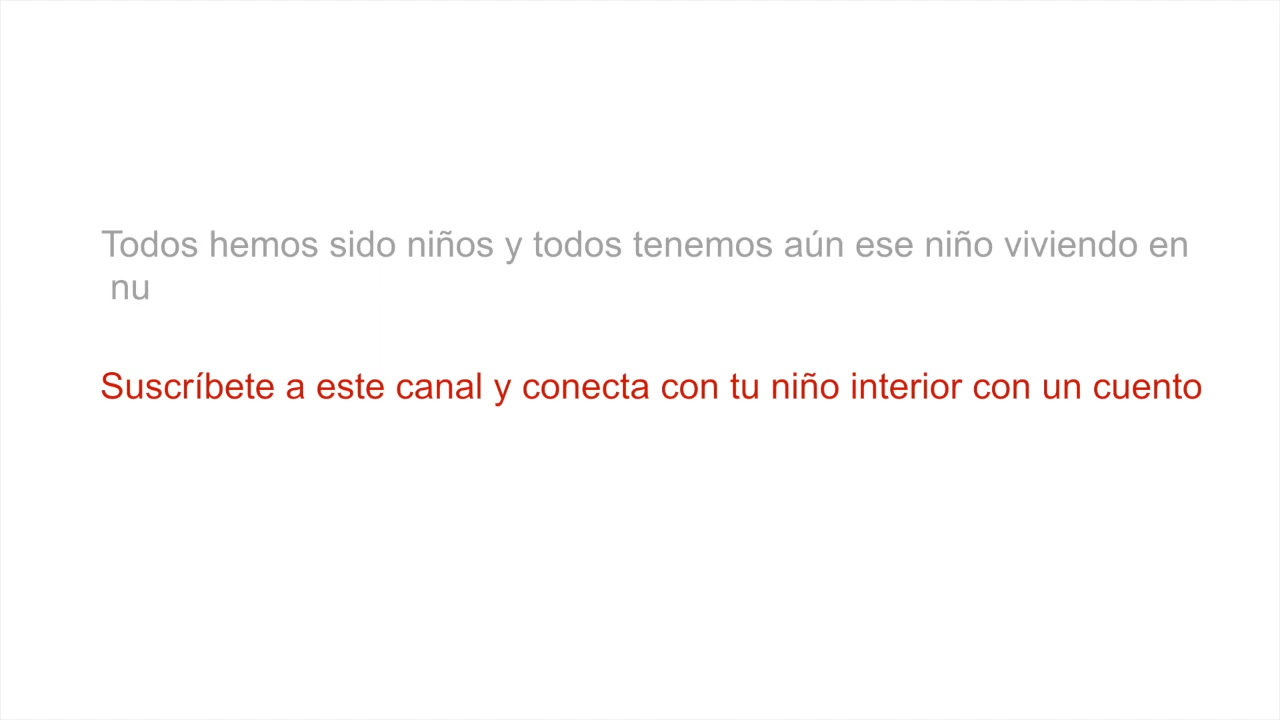 Todos hemos sido niños y todos tenemos aún ese niño viviendo en
nu
Suscríbete a este canal y conecta con tu niño interior con un cuento